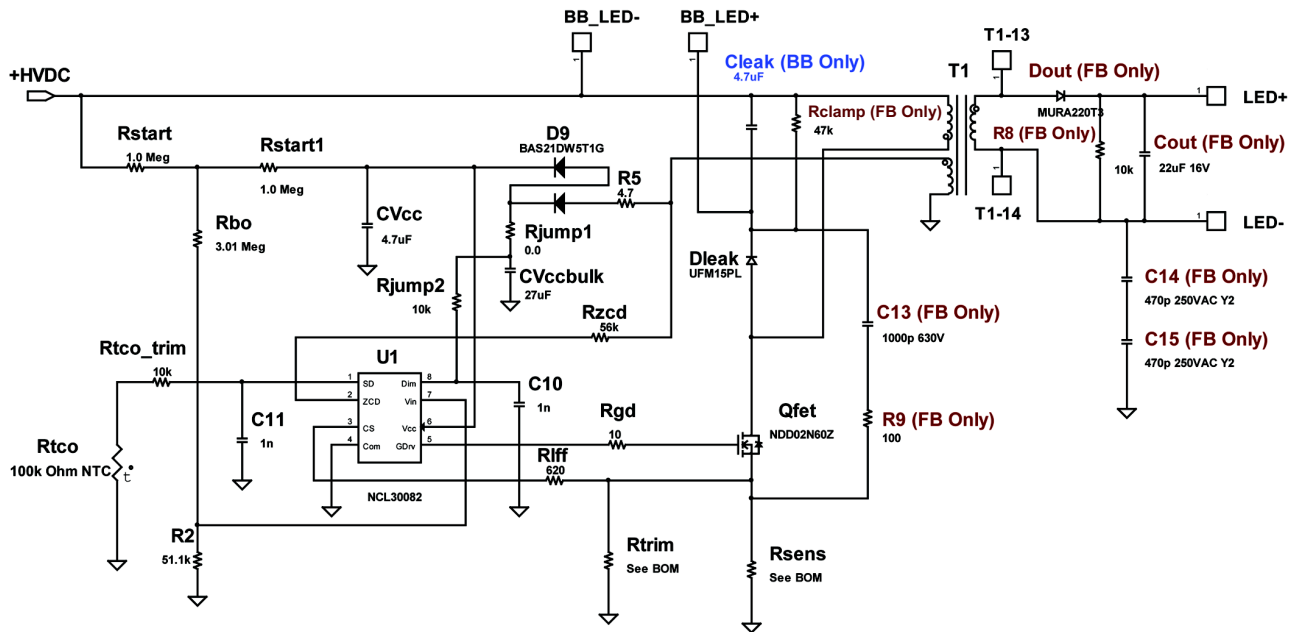 BB_LED-
BB_LED+
T1-13
+HVDC
Cleak (BB Only)
4.7uF
T1
Dout (FB Only)
MURA220T3
LED+
Rstart
1.0 Meg
Rstart1
1.0 Meg
D9
BAS21DW5T1G
Rclamp (FB Only)
47k
R8 (FB Only)
10k
Cout (FB Only)
22uF 16V
R5
4.7
T1-14
LED-
Rbo
3.01 Meg
CVcc
4.7uF
Rjump1
0.0
Dleak
UFM15PL
CVccbulk
27uF
Rjump2
10k
C14 (FB Only)
470p 250VAC Y2
Rzcd
56k
C13 (FB Only)
1000p 630V
C15 (FB Only)
470p 250VAC Y2
Rtco_trim
10k
U1
1 SD Dim 8
2 ZCD Vin 7
3 CS Vcc 6
4 Com GDrv 5
NCL30082
C10
1n
C11
1n
Rgd
10
Qfet
NDD02N60Z
R9 (FB Only)
100
Rtco
100k Ohm NTC
t°
Rlff
620
R2
51.1k
Rtrim
See BOM
Rsens
See BOM
1
1
1
1
1
1